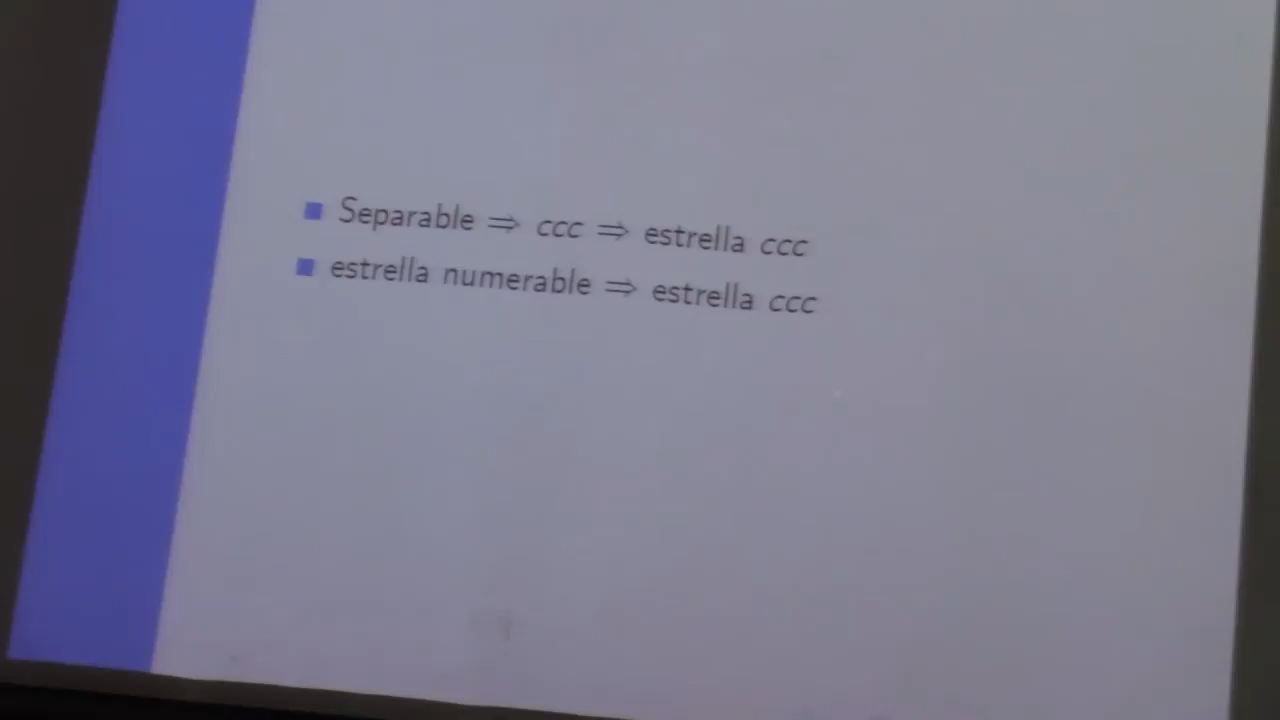 Separable ⇒ ccc ⇒ estrella ccc
estrella numerable ⇒ estrella ccc